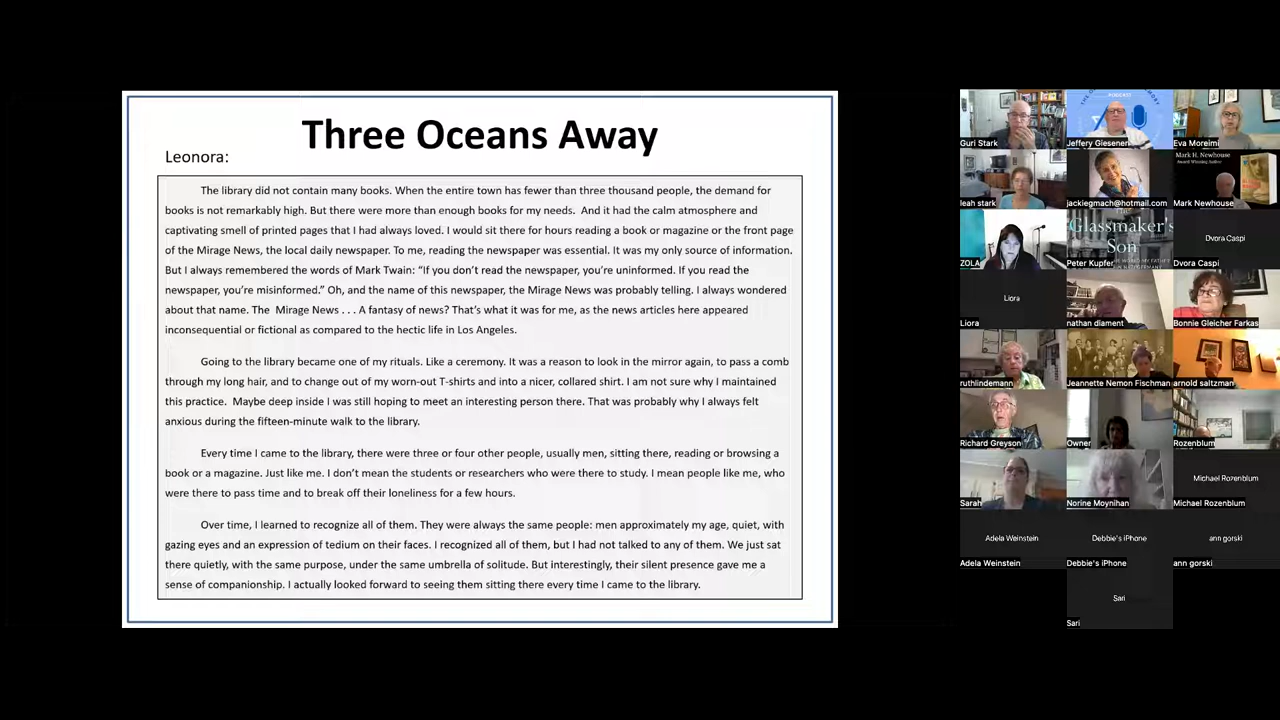 Three Oceans Away
Leonora:
The library did not contain many books. When the entire town has fewer than three thousand people, the demand for
books is not remarkably high. But there were more than enough books for my needs. And it had the calm atmosphere and
captivating smell of printed pages that I had always loved. I would sit there for hours reading a book or magazine or the front page
of the Mirage News, the local daily newspaper. To me, reading the newspaper was essential. It was my only source of information.
But I always remembered the words of Mark Twain: “If you don’t read the newspaper, you’re uninformed. If you read the
newspaper, you’re misinformed.” Oh, and the name of this newspaper, the Mirage News was probably telling. I always wondered
about that name. The Mirage News . . . A fantasy of news? That’s what it was for me, as the news articles here appeared
inconsequential or fictional as compared to the hectic life in Los Angeles.
Going to the library became one of my rituals. Like a ceremony. It was a reason to look in the mirror again, to pass a comb
through my long hair, and to change out of my worn-out T-shirts and into a nicer, collared shirt. I am not sure why I maintained
this practice. Maybe deep inside I was still hoping to meet an interesting person there. That was probably why I always felt
anxious during the fifteen-minute walk to the library.
Every time I came to the library, there were three or four other people, usually men, sitting there, reading or browsing a
book or a magazine. Just like me. I don’t mean the students or researchers who were there to study. I mean people like me, who
were there to pass time and to break off their loneliness for a few hours.
Over time, I learned to recognize all of them. They were always the same people: men approximately my age, quiet, with
gazing eyes and an expression of tedium on their faces. I recognized all of them, but I had not talked to any of them. We just sat
there quietly, with the same purpose, under the same umbrella of solitude. But interestingly, their silent presence gave me a
sense of companionship. I actually looked forward to seeing them sitting there every time I came to the library.
Guri Stark
PODCAST
Jeffery Giesener
Eva Moreimi
leah stark
jackiegmach@hotmail.com
Mark H. Newhouse
Award Winning Author
Mark Newhouse
ZOLA
Glassmaker's
Son
Peter Kupfer
Dvora Caspi
Dvora Caspi
Liora
Liora
nathan diament
Bonnie Gleicher Farkas
ruthlindemann
Jeannette Nemon Fischman
arnold saltzman
Richard Greyson
Owner
Rozenblum
Sarah
Norine Moynihan
Michael Rozenblum
Michael Rozenblum
Adela Weinstein
Adela Weinstein
Debbie's iPhone
Debbie's iPhone
ann gorski
ann gorski
Sari
Sari